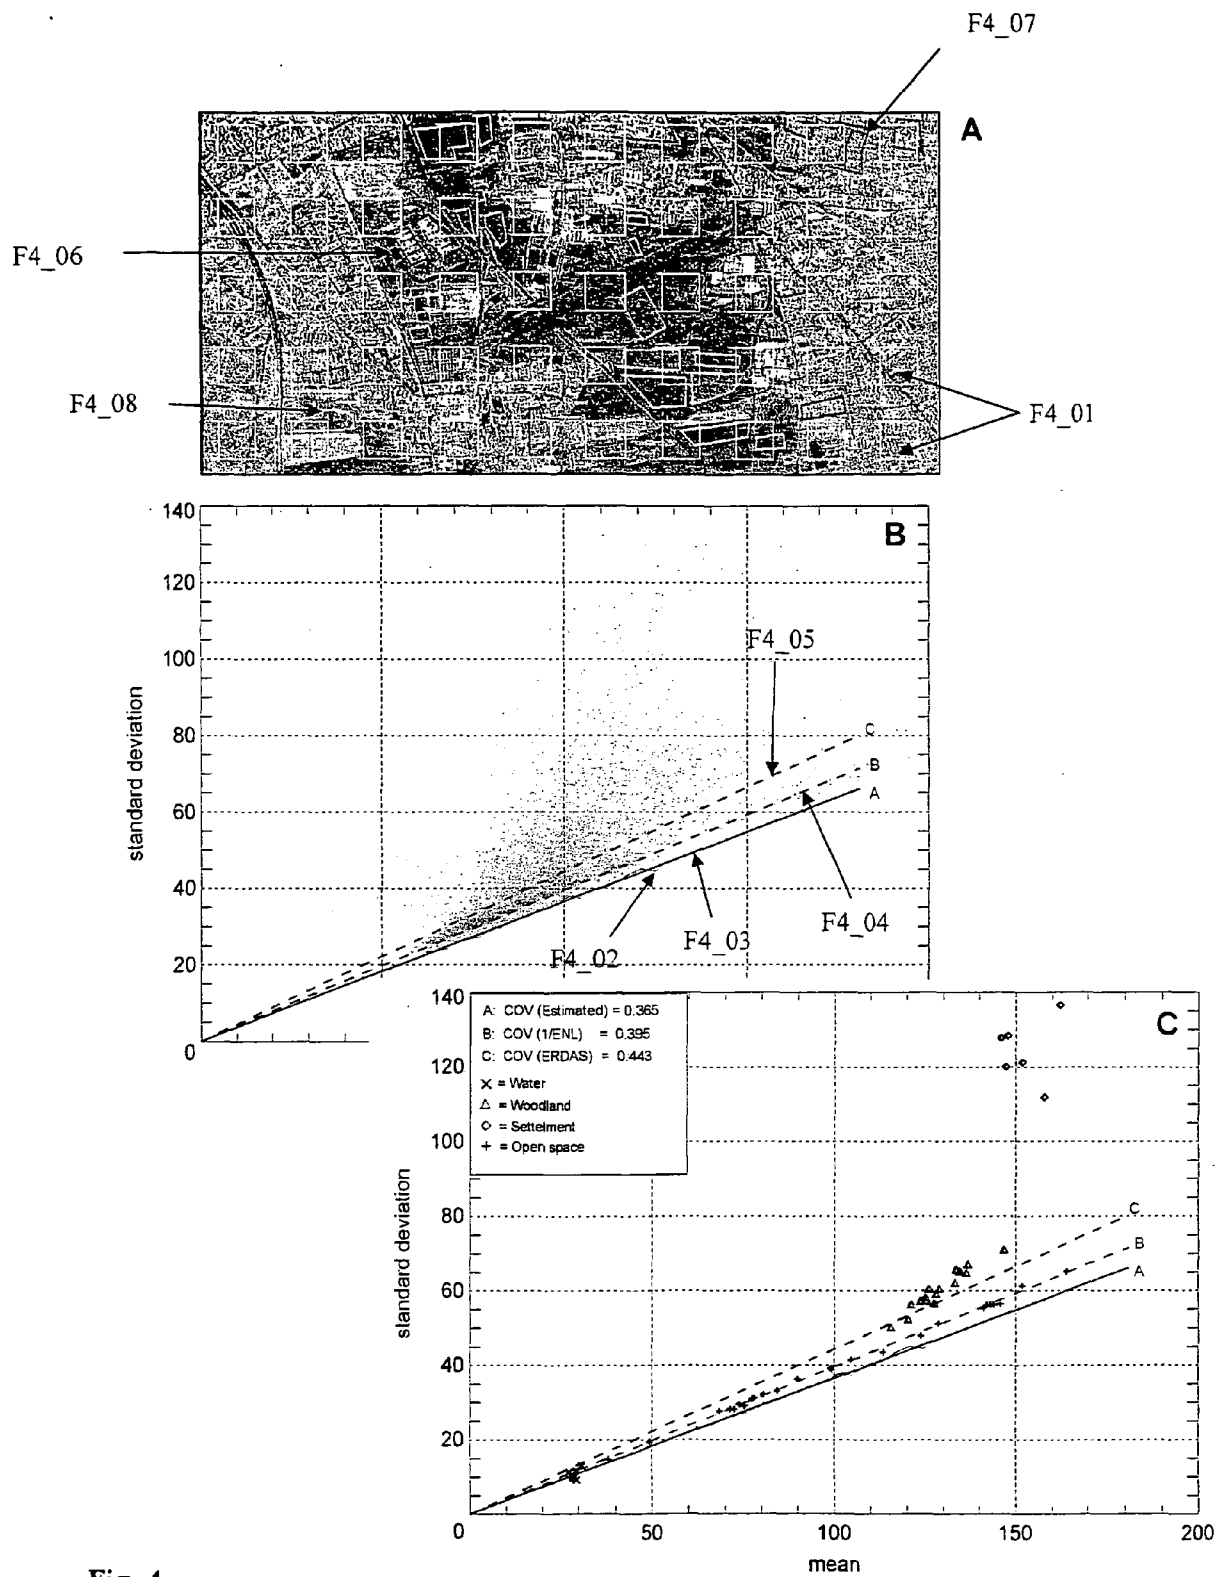 F4_07
A
F4_06
F4_08
F4_01
140
B
120
F4_05
100
standard deviation
80
C
B
60
A
40
F4_04
F4_03
F4_02
20
0
140
A: COV (Estimated) = 0.365
B: COV (1/ENL) = 0.395
C: COV (ERDAS) = 0.443
× = Water
△ = Woodland
◇ = Settelment
+ = Open space
C
120
100
standard deviation
80
C
B
60
A
40
20
0
50
100
150
200
mean
Fig. 4